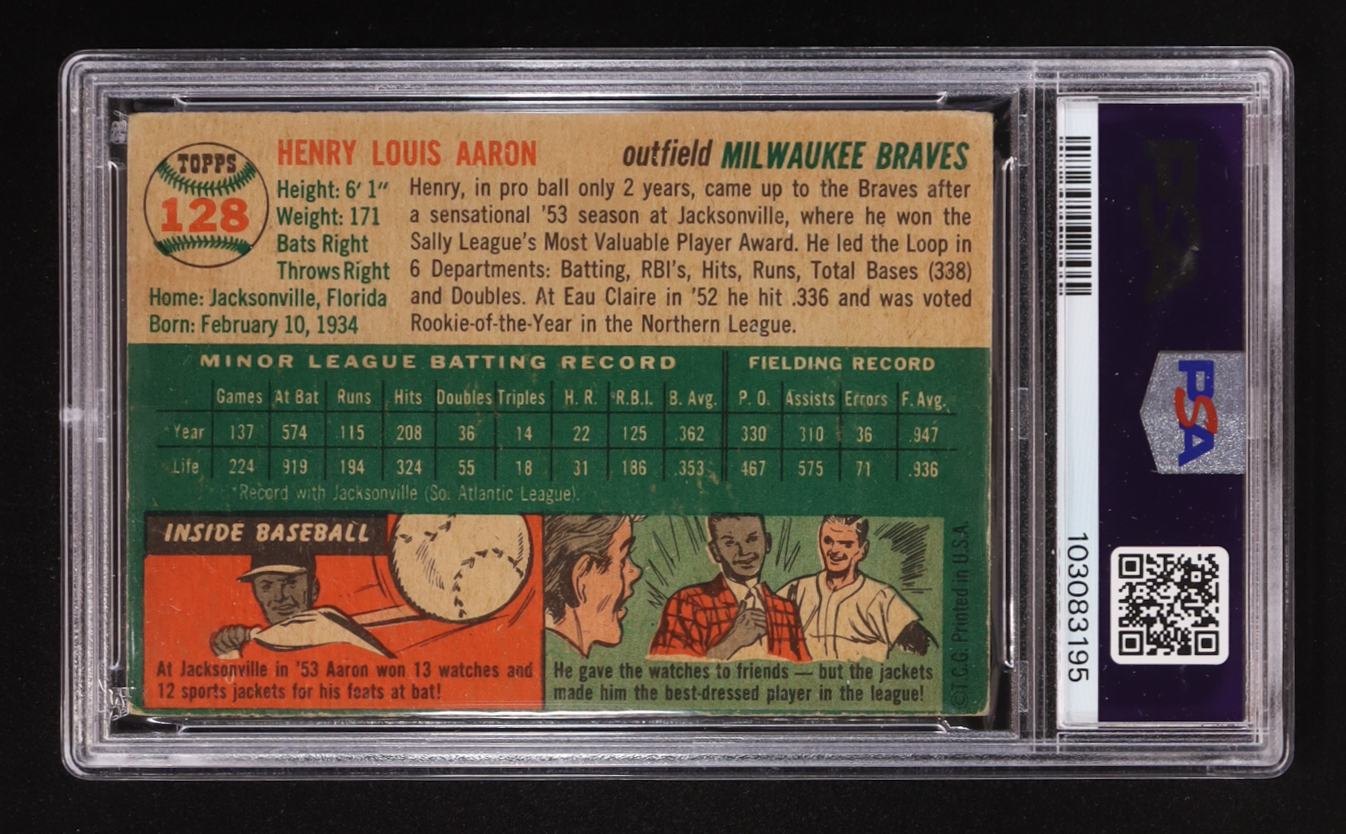 TOPPS
128
HENRY LOUIS AARON
outfield MILWAUKEE BRAVES
Height: 6' 1"
Weight: 171
Bats Right
Throws Right
Home: Jacksonville, Florida
Born: February 10, 1934
Henry, in pro ball only 2 years, came up to the Braves after
a sensational '53 season at Jacksonville, where he won the
Sally League's Most Valuable Player Award. He led the Loop in
6 Departments: Batting, RBI's, Hits, Runs, Total Bases (338)
and Doubles. At Eau Claire in '52 he hit .336 and was voted
Rookie-of-the-Year in the Northern League.
MINOR LEAGUE BATTING RECORD FIELDING RECORD
Games At Bat Runs Hits Doubles Triples H. R. R.B.I. B. Avg. P. O. Assists Errors F. Avg.
*Year 137 574 115 208 36 14 22 125 .362 330 310 36 .947
Life 224 919 194 324 55 18 31 186 .353 467 575 71 .936
*Record with Jacksonville (So. Atlantic League).
INSIDE BASEBALL
At Jacksonville in '53 Aaron won 13 watches and
12 sports jackets for his feats at bat!
He gave the watches to friends — but the jackets
made him the best-dressed player in the league!
©T.C.G. Printed in U.S.A.
PSA
PSA
103083195